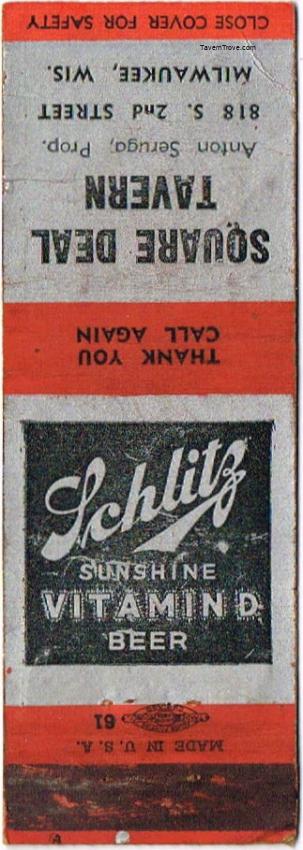 CLOSE COVER FOR SAFETY
TavernTrove.com
SQUARE DEAL
TAVERN
Anton Seruga, Prop.
818 S. 2nd STREET
MILWAUKEE, WIS.
THANK YOU
CALL AGAIN
Schlitz
SUNSHINE
VITAMIN D
BEER
MADE IN U. S. A.
61